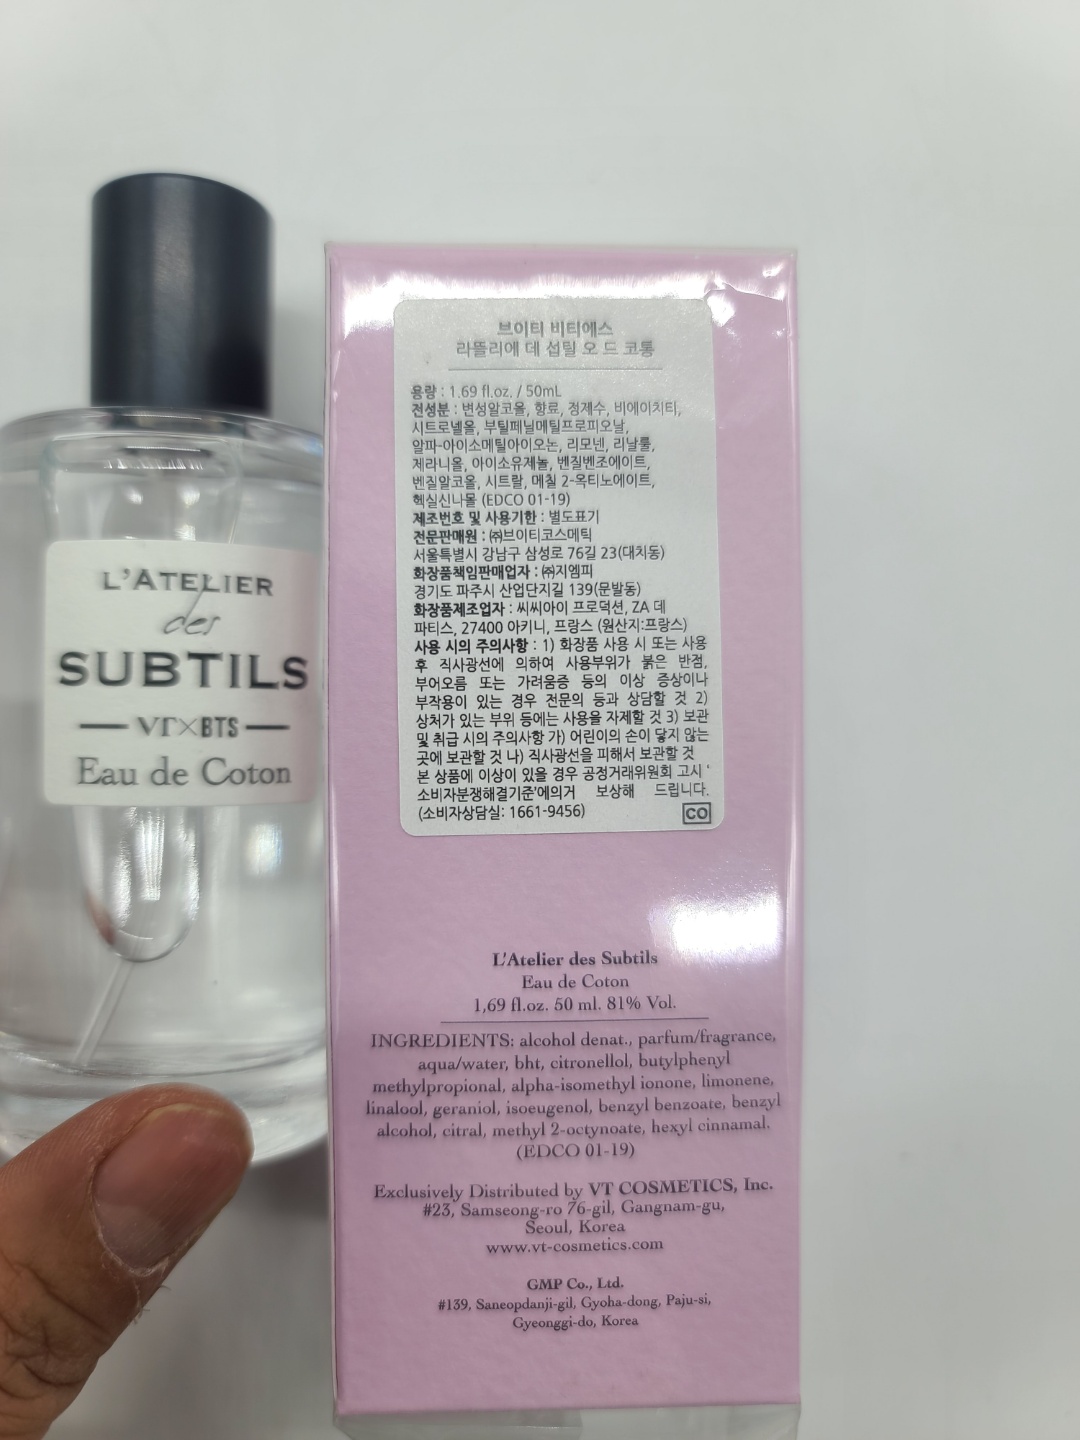 L'ATELIER
des
SUBTILS
VT×BTS
Eau de Coton
브이티 비티에스
라뜰리에 데 섭틸 오 드 코통
용량 : 1.69 fl.oz. / 50mL
전성분 : 변성알코올, 향료, 정제수, 비에이치티,
시트로넬올, 부틸페닐메틸프로피오날,
알파-아이소메틸아이오논, 리모넨, 리날룰,
제라니올, 아이소유제놀, 벤질벤조에이트,
벤질알코올, 시트랄, 메칠 2-옥티노에이트,
헥실신나몰 (EDCO 01-19)
제조번호 및 사용기한 : 별도표기
전문판매원 : ㈜브이티코스메틱
서울특별시 강남구 삼성로 76길 23(대치동)
화장품책임판매업자 : ㈜지엠피
경기도 파주시 산업단지길 139(문발동)
화장품제조업자 : 씨씨아이 프로덕션, ZA 데
파티스, 27400 아키니, 프랑스 (원산지:프랑스)
사용 시의 주의사항 : 1) 화장품 사용 시 또는 사용
후 직사광선에 의하여 사용부위가 붉은 반점,
부어오름 또는 가려움증 등의 이상 증상이나
부작용이 있는 경우 전문의 등과 상담할 것 2)
상처가 있는 부위 등에는 사용을 자제할 것 3) 보관
및 취급 시의 주의사항 가) 어린이의 손이 닿지 않는
곳에 보관할 것 나) 직사광선을 피해서 보관할 것
본 상품에 이상이 있을 경우 공정거래위원회 고시 '
소비자분쟁해결기준'에의거 보상해 드립니다.
(소비자상담실: 1661-9456)
CO
L'Atelier des Subtils
Eau de Coton
1,69 fl.oz. 50 ml. 81% Vol.
INGREDIENTS: alcohol denat., parfum/fragrance,
aqua/water, bht, citronellol, butylphenyl
methylpropional, alpha-isomethyl ionone, limonene,
linalool, geraniol, isoeugenol, benzyl benzoate, benzyl
alcohol, citral, methyl 2-octynoate, hexyl cinnamal.
(EDCO 01-19)
Exclusively Distributed by VT COSMETICS, Inc.
#23, Samseong-ro 76-gil, Gangnam-gu,
Seoul, Korea
www.vt-cosmetics.com
GMP Co., Ltd.
#139, Saneopdanji-gil, Gyoha-dong, Paju-si,
Gyeonggi-do, Korea